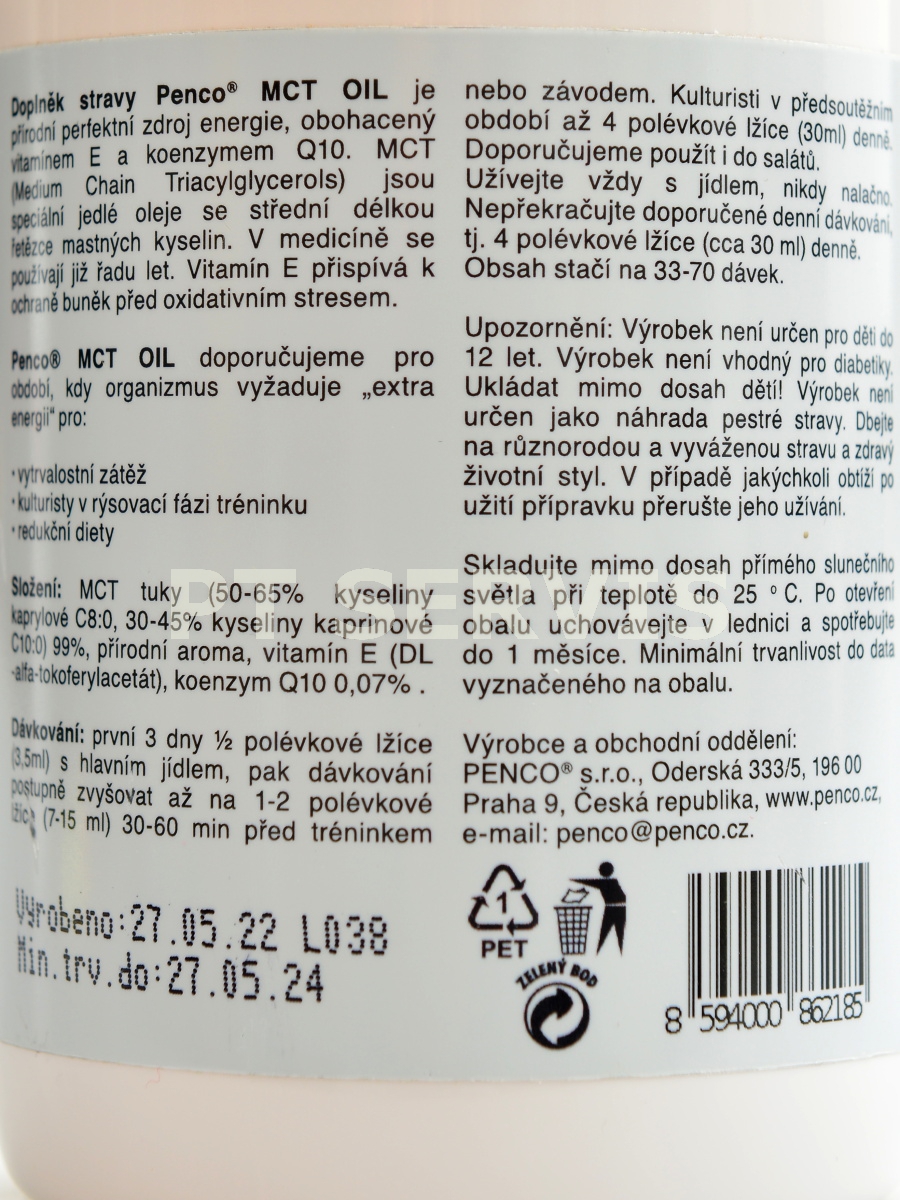 Doplněk stravy Penco® MCT OIL je
přírodní perfektní zdroj energie, obohacený
vitamínem E a koenzymem Q10. MCT
(Medium Chain Triacylglycerols) jsou
speciální jedlé oleje se střední délkou
řetězce mastných kyselin. V medicíně se
používají již řadu let. Vitamín E přispívá k
ochraně buněk před oxidativním stresem.
Penco® MCT OIL doporučujeme pro
období, kdy organizmus vyžaduje „extra
energii“ pro:
· vytrvalostní zátěž
· kulturisty v rýsovací fázi tréninku
· redukční diety
Složení: MCT tuky (50-65% kyseliny
kaprylové C8:0, 30-45% kyseliny kaprinové
C10:0) 99%, přírodní aroma, vitamín E (DL
-alfa-tokoferylacetát), koenzym Q10 0,07% .
Dávkování: první 3 dny ½ polévkové lžíce
(3,5ml) s hlavním jídlem, pak dávkování
postupně zvyšovat až na 1-2 polévkové
lžíce (7-15 ml) 30-60 min před tréninkem
nebo závodem. Kulturisti v předsoutěžním
období až 4 polévkové lžíce (30ml) denně.
Doporučujeme použít i do salátů.
Užívejte vždy s jídlem, nikdy nalačno.
Nepřekračujte doporučené denní dávkování,
tj. 4 polévkové lžíce (cca 30 ml) denně.
Obsah stačí na 33-70 dávek.
Upozornění: Výrobek není určen pro děti do
12 let. Výrobek není vhodný pro diabetiky.
Ukládat mimo dosah dětí! Výrobek není
určen jako náhrada pestré stravy. Dbejte
na různorodou a vyváženou stravu a zdravý
životní styl. V případě jakýchkoli obtíží po
užití přípravku přerušte jeho užívání.
Skladujte mimo dosah přímého slunečního
světla při teplotě do 25 °C. Po otevření
obalu uchovávejte v lednici a spotřebujte
do 1 měsíce. Minimální trvanlivost do data
vyznačeného na obalu.
Výrobce a obchodní oddělení:
PENCO® s.r.o., Oderská 333/5, 196 00
Praha 9, Česká republika, www.penco.cz,
e-mail: penco@penco.cz.
Vyrobeno:27.05.22 L038
Min.trv.do:27.05.24
1
PET
ZELENÝ BOD
8 594000 862185
PT SERVIS